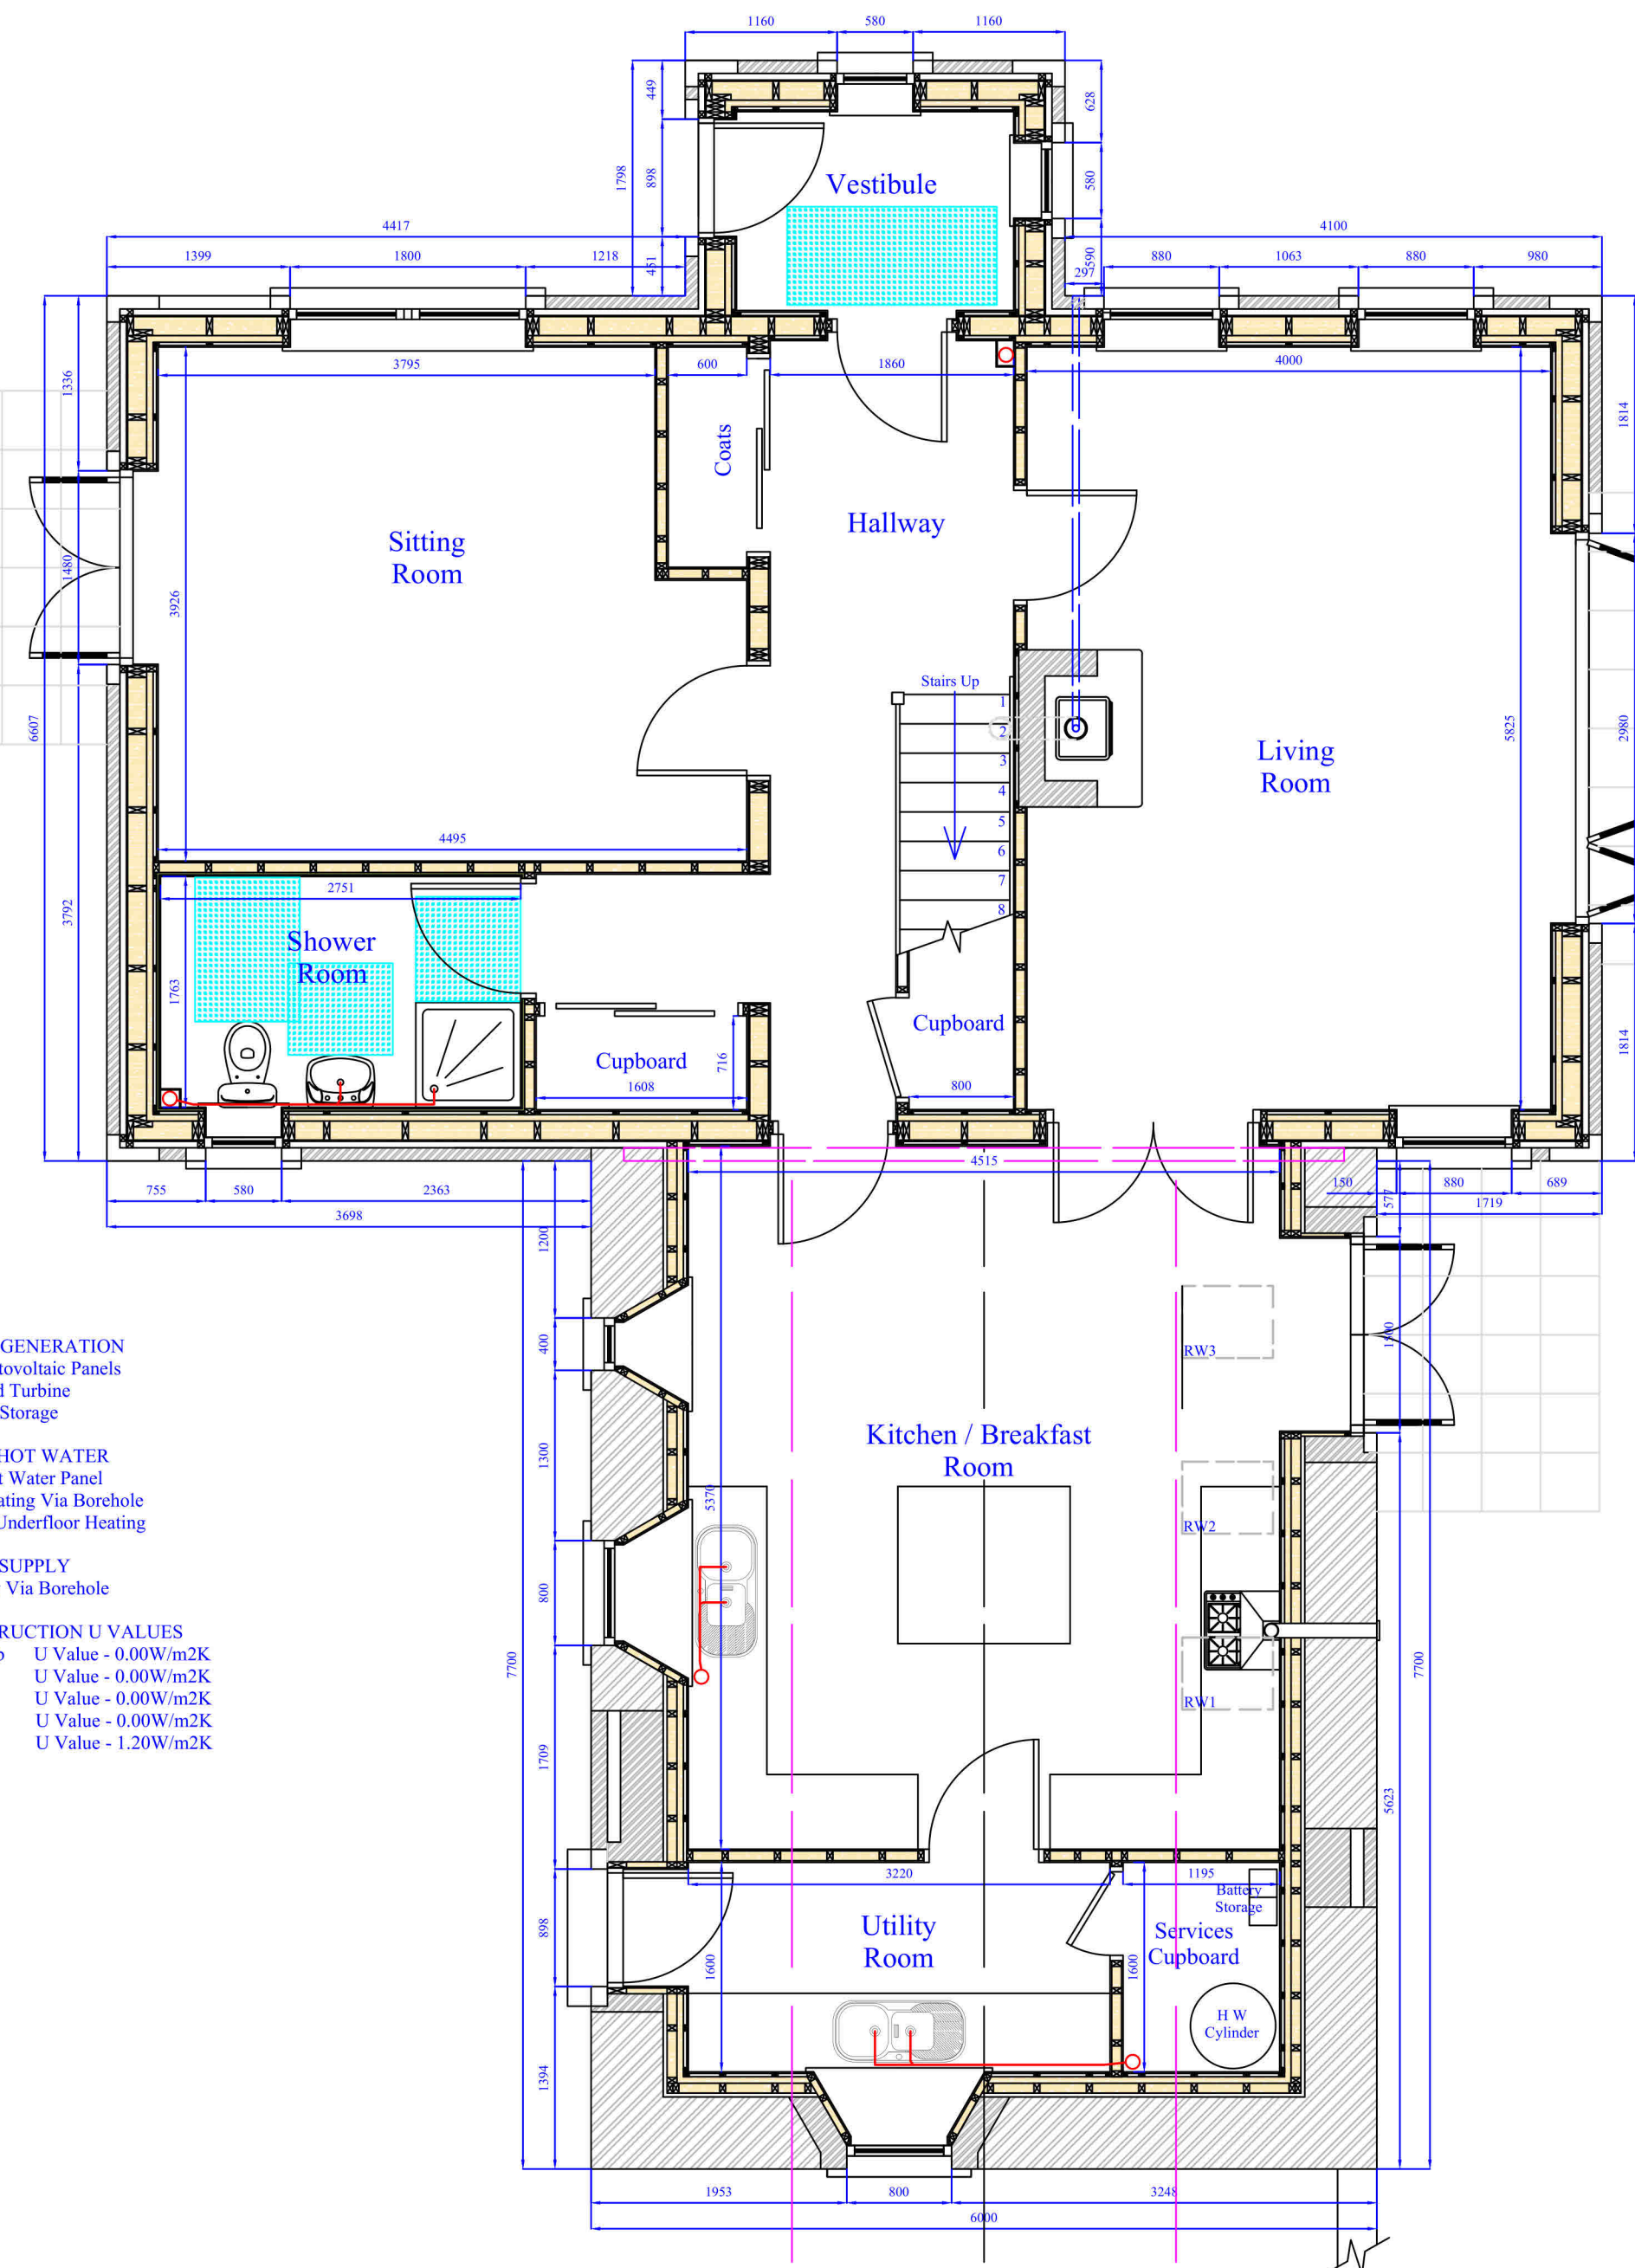 1160 580 1160
449
628
1798
898
580
Vestibule
4417
4100
1399 1800 1218
451
590
297
880 1063 880 980
3795 600 1860 4000
1336
1814
Coats
Hallway
Sitting
Room
1480
3926
Stairs Up
1
2
3
4
5
6
7
8
6607
5825
2980
Living
Room
4495
2751
3792
Shower
Room
1763
Cupboard
Cupboard
716
1608
800
1814
4515
755 580 2363
3698
150
577
880 689
1719
1200
GENERATION
tovoltaic Panels
d Turbine
Storage
400
1500
RW3
HOT WATER
t Water Panel
ating Via Borehole
Underfloor Heating
1300
5370
Kitchen / Breakfast
Room
RW2
SUPPLY
Via Borehole
800
RUCTION U VALUES
p U Value - 0.00W/m2K
U Value - 0.00W/m2K
U Value - 0.00W/m2K
U Value - 0.00W/m2K
U Value - 1.20W/m2K
7700
7700
RW1
1709
5623
3220 1195
Battery
Storage
898
Utility
Room
Services
Cupboard
1600
1600
H W
Cylinder
1394
1953 800 3248
6000